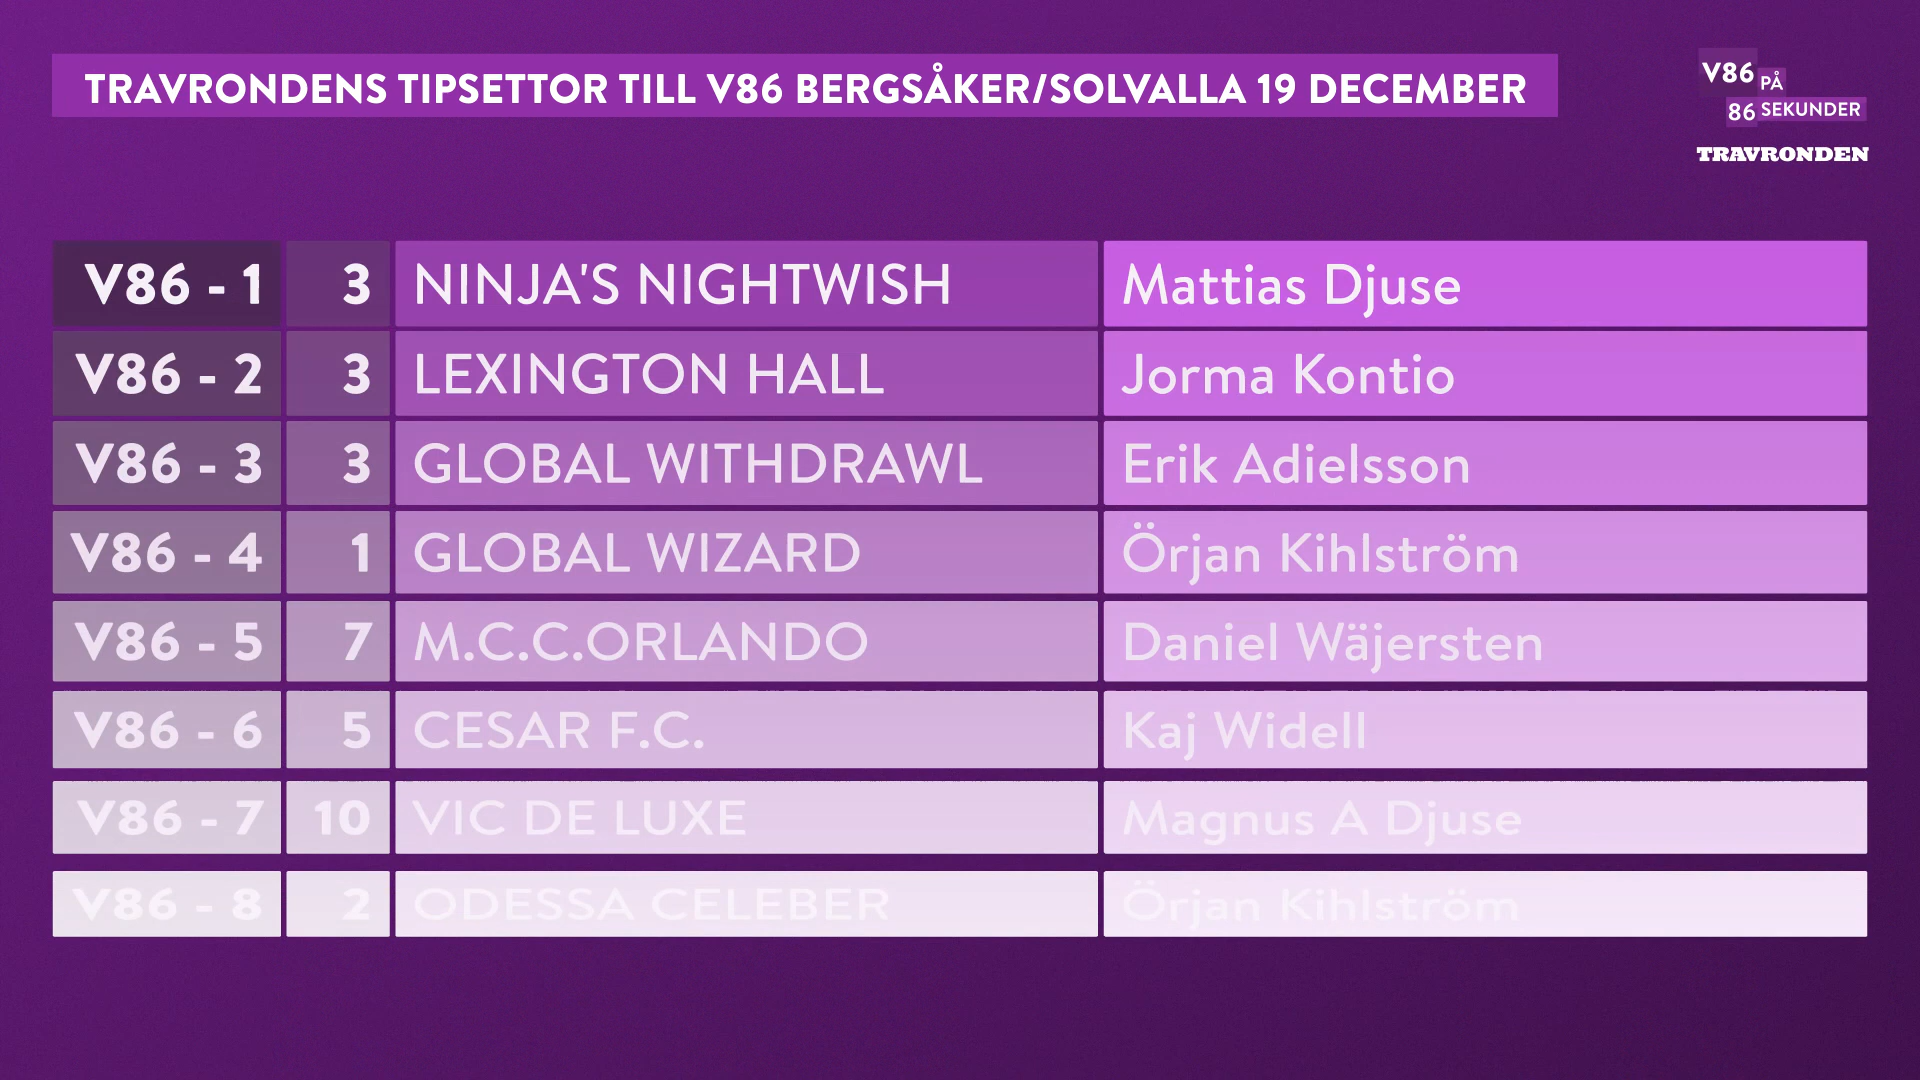 TRAVRONDENS TIPSETTOR TILL V86 BERGSÅKER/SOLVALLA 19 DECEMBER
V86 PÅ
86 SEKUNDER
TRAVRONDEN
V86 - 1 3 NINJA'S NIGHTWISH Mattias Djuse
V86 - 2 3 LEXINGTON HALL Jorma Kontio
V86 - 3 3 GLOBAL WITHDRAWL Erik Adielsson
V86 - 4 1 GLOBAL WIZARD Örjan Kihlström
V86 - 5 7 M.C.C.ORLANDO Daniel Wäjersten
V86 - 6 5 CESAR F.C. Kaj Widell
V86 - 7 10 VIC DE LUXE Magnus A Djuse
V86 - 8 2 ODESSA CELEBER Örjan Kihlström